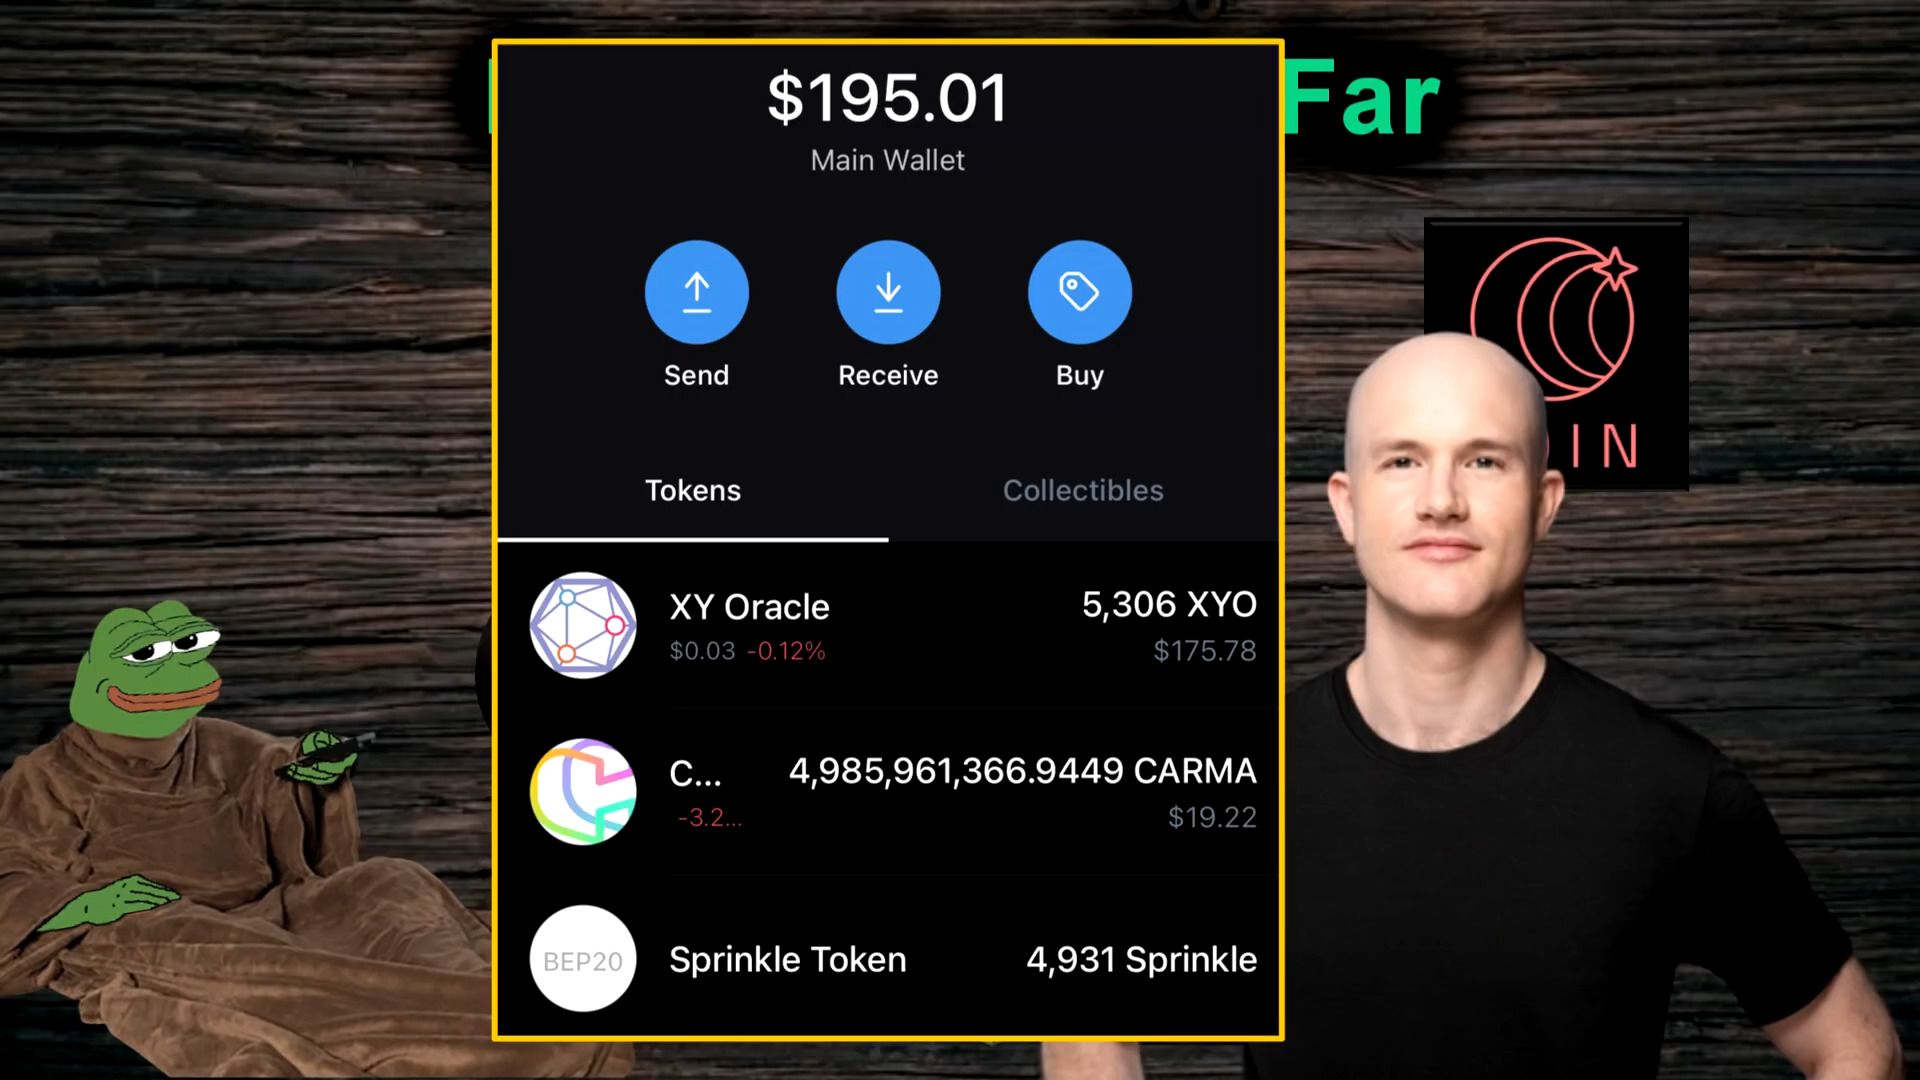 $195.01
Far
Main Wallet
Send
Receive
Buy
Tokens
Collectibles
IN
XY Oracle
5,306 XYO
$0.03 -0.12%
$175.78
C...
4,985,961,366.9449 CARMA
-3.2...
$19.22
BEP20
Sprinkle Token
4,931 Sprinkle